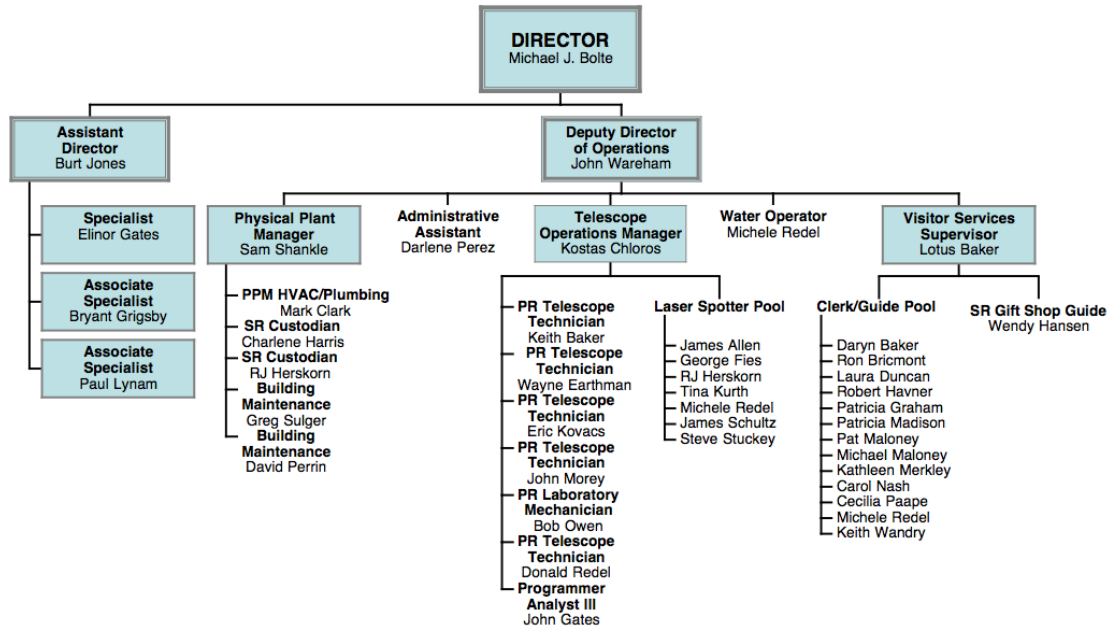 DIRECTOR
Michael J. Bolte
Assistant
Director
Burt Jones
Deputy Director
of Operations
John Wareham
Specialist
Elinor Gates
Associate
Specialist
Bryant Grigsby
Associate
Specialist
Paul Lynam
Physical Plant
Manager
Sam Shankle
PPM HVAC/Plumbing
Mark Clark
SR Custodian
Charlene Harris
SR Custodian
RJ Herskorn
Building
Maintenance
Greg Sulger
Building
Maintenance
David Perrin
Administrative
Assistant
Darlene Perez
Telescope
Operations Manager
Kostas Chloros
PR Telescope
Technician
Keith Baker
PR Telescope
Technician
Wayne Earthman
PR Telescope
Technician
Eric Kovacs
PR Telescope
Technician
John Morey
PR Laboratory
Mechanician
Bob Owen
PR Telescope
Technician
Donald Redel
Programmer
Analyst III
John Gates
Laser Spotter Pool
James Allen
George Fies
RJ Herskorn
Tina Kurth
Michele Redel
James Schultz
Steve Stuckey
Water Operator
Michele Redel
Visitor Services
Supervisor
Lotus Baker
Clerk/Guide Pool
Daryn Baker
Ron Bricmont
Laura Duncan
Robert Havner
Patricia Graham
Patricia Madison
Pat Maloney
Michael Maloney
Kathleen Merkley
Carol Nash
Cecilia Paape
Michele Redel
Keith Wandry
SR Gift Shop Guide
Wendy Hansen